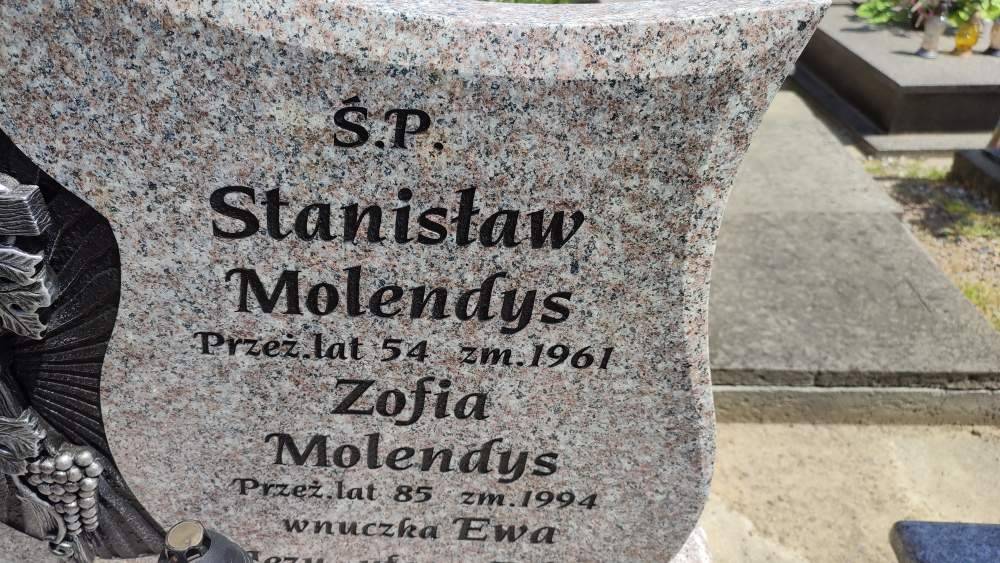 Ś.P.
Stanisław
Molendys
Przeż.lat 54 zm.1961
Zofia
Molendys
Przeż.lat 85 zm.1994
wnuczka Ewa